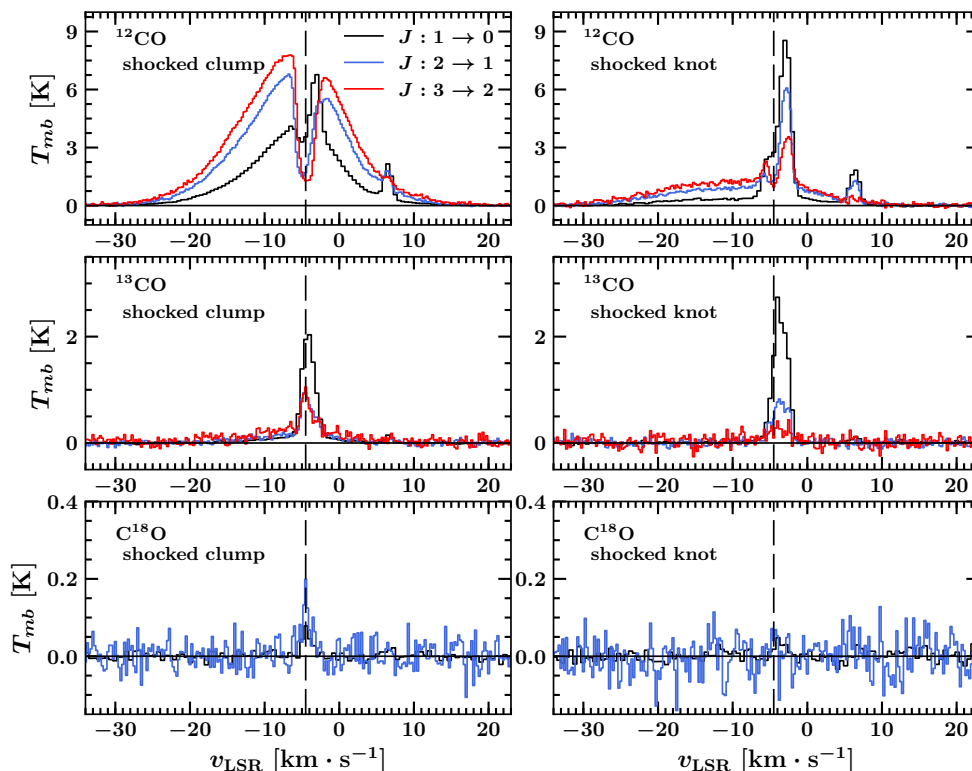 ¹²CO
shocked clump
J : 1 → 0
J : 2 → 1
J : 3 → 2
T_mb [K]
9
6
3
0
−30 −20 −10 0 10 20
¹²CO
shocked knot
T_mb [K]
9
6
3
0
−30 −20 −10 0 10 20
¹³CO
shocked clump
T_mb [K]
2
0
−30 −20 −10 0 10 20
¹³CO
shocked knot
T_mb [K]
2
0
−30 −20 −10 0 10 20
C¹⁸O
shocked clump
T_mb [K]
0.4
0.2
0.0
−30 −20 −10 0 10 20
v_LSR [km · s⁻¹]
C¹⁸O
shocked knot
T_mb [K]
0.4
0.2
0.0
−30 −20 −10 0 10 20
v_LSR [km · s⁻¹]